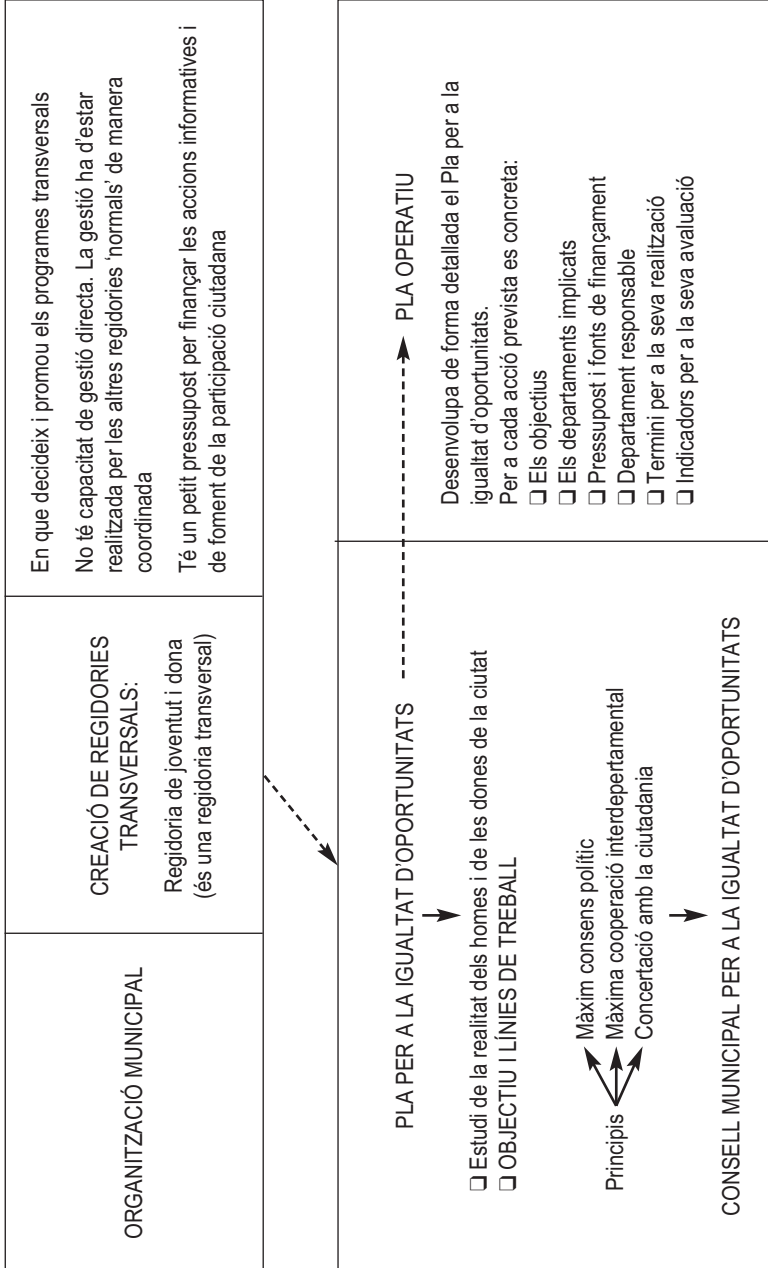 ORGANITZACIÓ MUNICIPAL
CREACIÓ DE REGIDORIES
TRANSVERSALS:
Regidoria de joventut i dona
(és una regidoria transversal)
En que decideix i promou els programes transversals
No té capacitat de gestió directa. La gestió ha d'estar
realitzada per les altres regidories 'normals' de manera
coordinada
Té un petit pressupost per finançar les accions informatives i
de foment de la participació ciutadana
PLA PER A LA IGUALTAT D'OPORTUNITATS
❑ Estudi de la realitat dels homes i de les dones de la ciutat
❑ OBJECTIU I LÍNIES DE TREBALL
Principis
Màxim consens polític
Màxima cooperació interdepertamental
Concertació amb la ciutadania
CONSELL MUNICIPAL PER A LA IGUALTAT D'OPORTUNITATS
PLA OPERATIU
Desenvolupa de forma detallada el Pla per a la
igualtat d'oportunitats.
Per a cada acció prevista es concreta:
❑ Els objectius
❑ Els departaments implicats
❑ Pressupost i fonts de finançament
❑ Departament responsable
❑ Termini per a la seva realització
❑ Indicadors per a la seva avaluació